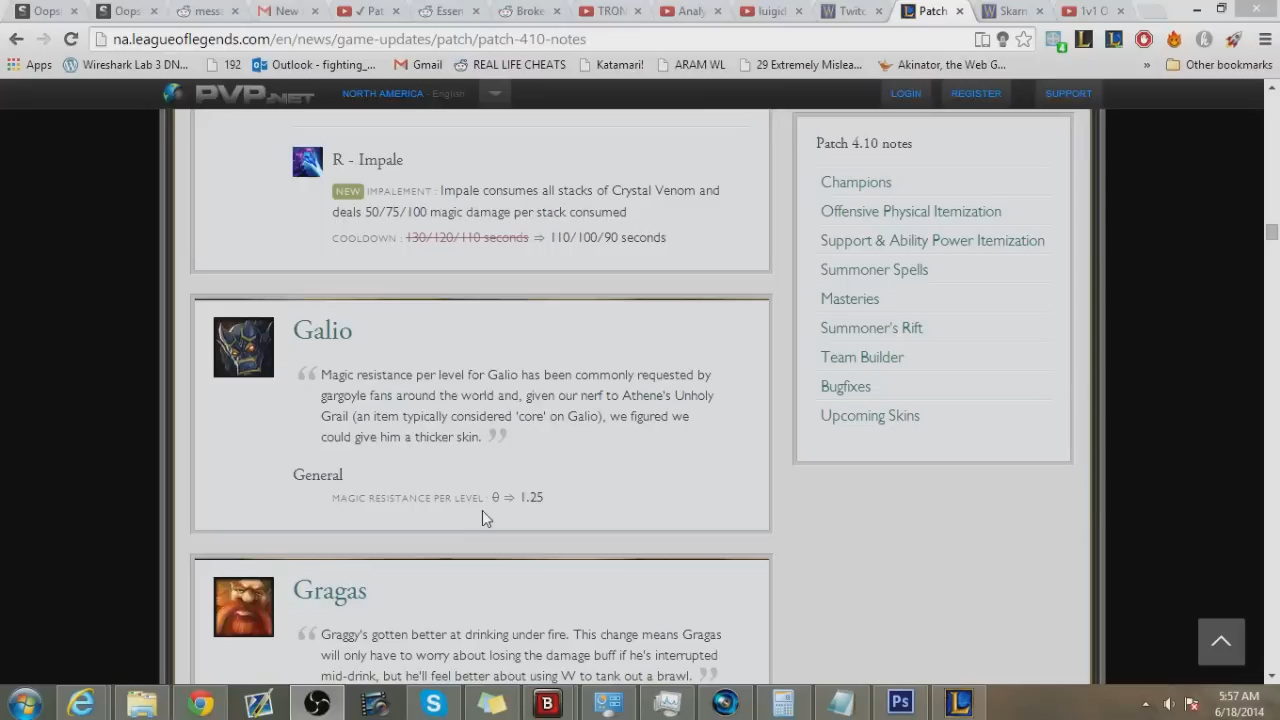 Oops
Oops
mess
New
✓ Pat
Essen
Broke
TRON
Analy
luigid
Twitc
Patch
Skarn
1v1 O
na.leagueoflegends.com/en/news/game-updates/patch/patch-410-notes
Apps
Wireshark Lab 3 DN...
192
Outlook - fighting_...
Gmail
REAL LIFE CHEATS
Katamari!
ARAM WL
29 Extremely Mislea...
Akinator, the Web G...
»
Other bookmarks
PVP.NET
NORTH AMERICA - English
LOGIN
REGISTER
SUPPORT
R - Impale
NEW IMPALEMENT : Impale consumes all stacks of Crystal Venom and
deals 50/75/100 magic damage per stack consumed
COOLDOWN : 130/120/110 seconds ⇒ 110/100/90 seconds
Galio
“ Magic resistance per level for Galio has been commonly requested by
gargoyle fans around the world and, given our nerf to Athene's Unholy
Grail (an item typically considered 'core' on Galio), we figured we
could give him a thicker skin. ”
General
MAGIC RESISTANCE PER LEVEL : 0 ⇒ 1.25
Gragas
“ Graggy's gotten better at drinking under fire. This change means Gragas
will only have to worry about losing the damage buff if he's interrupted
mid-drink, but he'll feel better about using W to tank out a brawl. ”
Patch 4.10 notes
Champions
Offensive Physical Itemization
Support & Ability Power Itemization
Summoner Spells
Masteries
Summoner's Rift
Team Builder
Bugfixes
Upcoming Skins
5:57 AM
6/18/2014